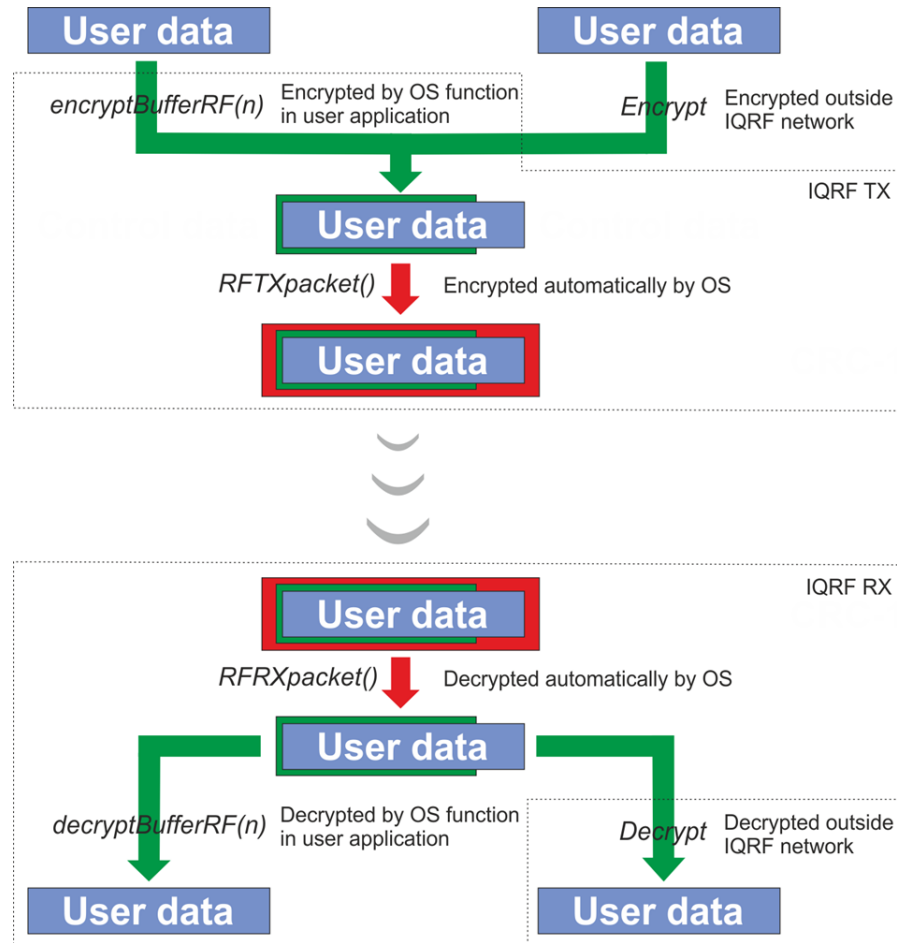 User data
User data
encryptBufferRF(n)
Encrypted by OS function
in user application
Encrypt
Encrypted outside
IQRF network
IQRF TX
User data
RFTXpacket()
Encrypted automatically by OS
User data
IQRF RX
User data
RFRXpacket()
Decrypted automatically by OS
User data
decryptBufferRF(n)
Decrypted by OS function
in user application
Decrypt
Decrypted outside
IQRF network
User data
User data